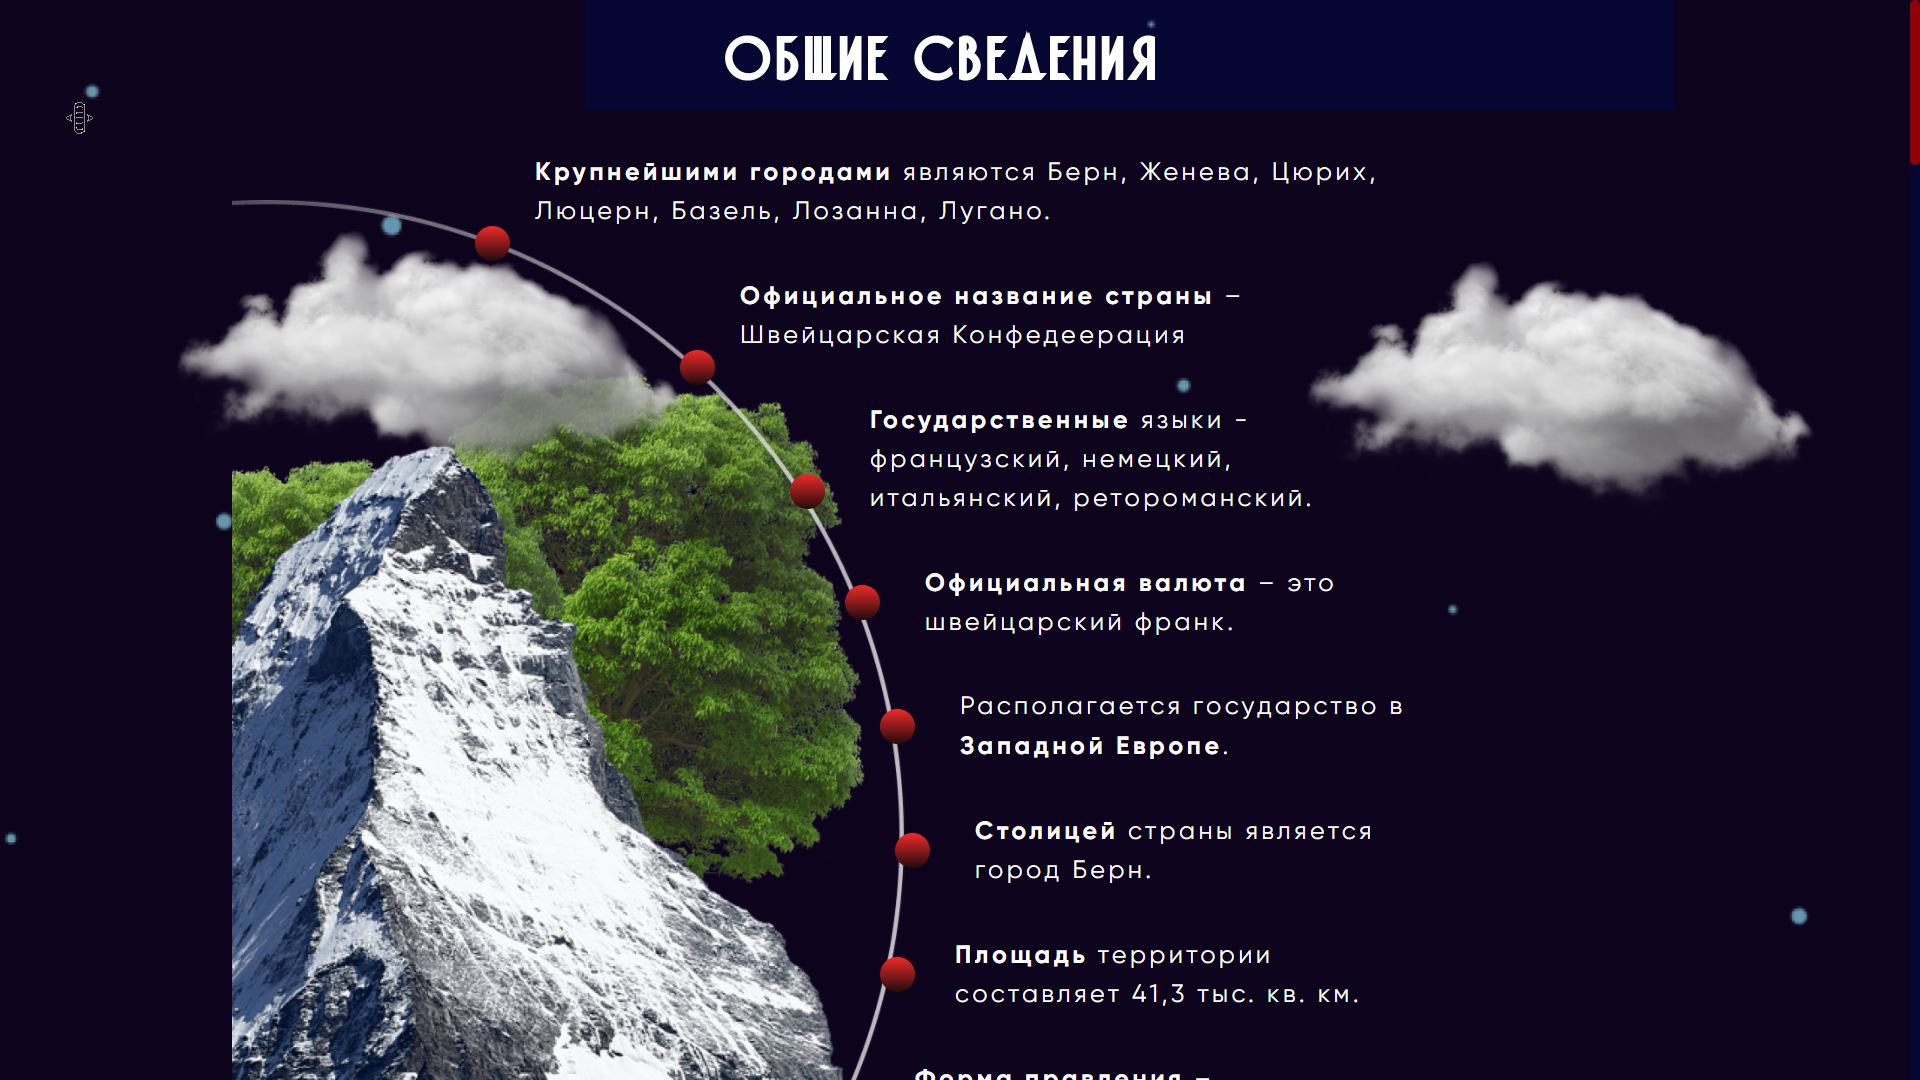 ОБЩИЕ СВЕДЕНИЯ
Крупнейшими городами являются Берн, Женева, Цюрих,
Люцерн, Базель, Лозанна, Лугано.
Официальное название страны –
Швейцарская Конфедеерация
Государственные языки -
французский, немецкий,
итальянский, ретороманский.
Официальная валюта – это
швейцарский франк.
Располагается государство в
Западной Европе.
Столицей страны является
город Берн.
Площадь территории
составляет 41,3 тыс. кв. км.
Форма правления –